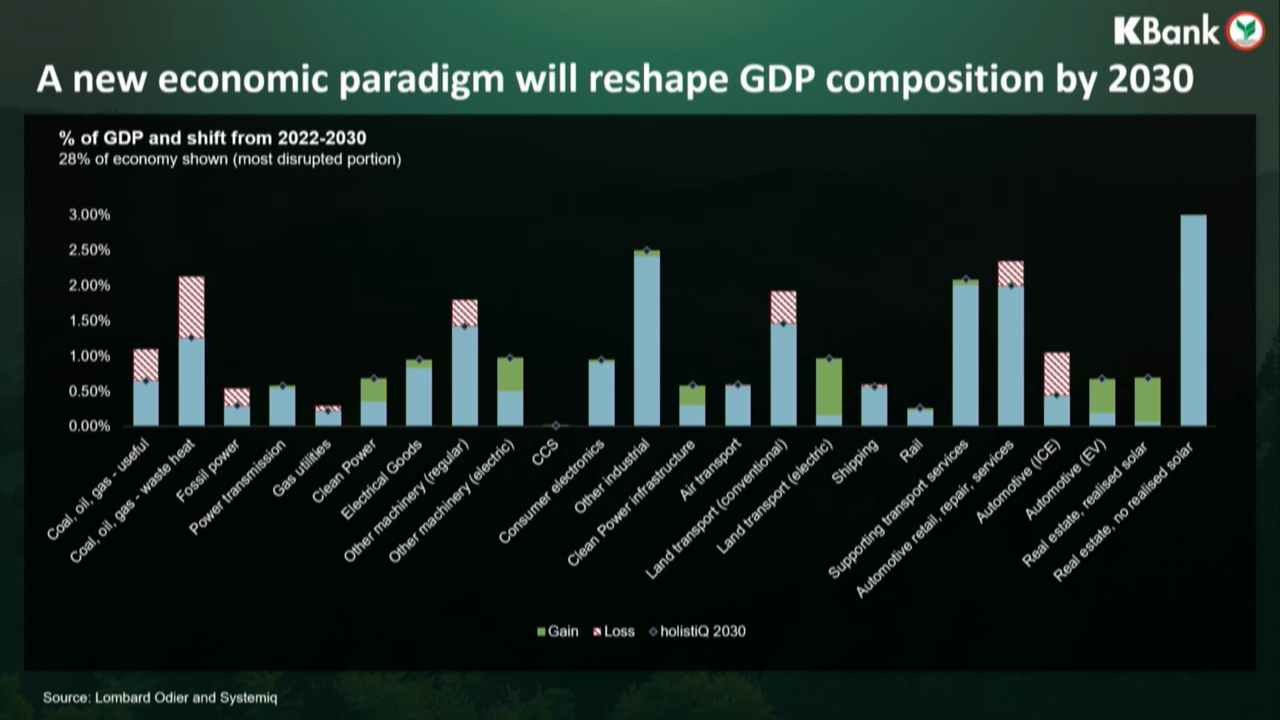 KBank
A new economic paradigm will reshape GDP composition by 2030
% of GDP and shift from 2022-2030
28% of economy shown (most disrupted portion)
3.00%
2.50%
2.00%
1.50%
1.00%
0.50%
0.00%
Coal, oil, gas - useful
Coal, oil, gas - waste heat
Fossil power
Power transmission
Gas utilities
Clean Power
Electrical Goods
Other machinery (regular)
Other machinery (electric)
CCS
Consumer electronics
Other industrial
Clean Power infrastructure
Air transport
Land transport (conventional)
Land transport (electric)
Shipping
Rail
Supporting transport services
Automotive retail, repair, services
Automotive (ICE)
Automotive (EV)
Real estate, realised solar
Real estate, no realised solar
Gain Loss holistiQ 2030
Source: Lombard Odier and Systemiq